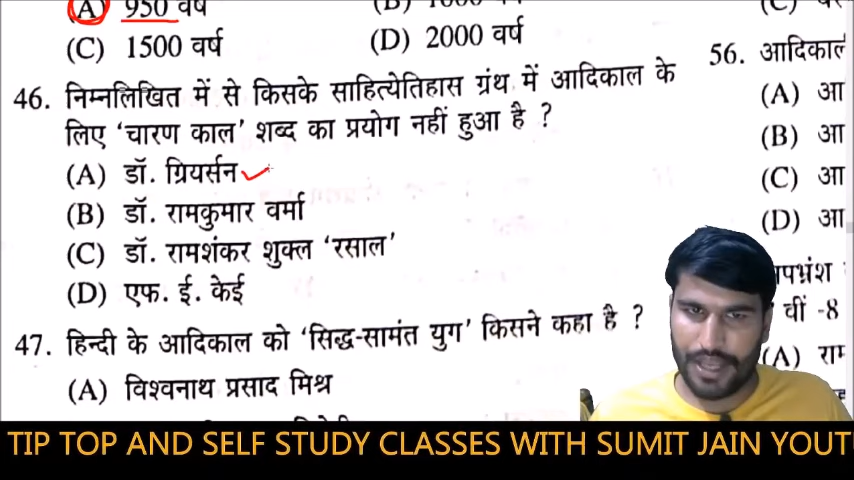 (A) 950 वर्ष
(C) 1500 वर्ष
(D) 2000 वर्ष
46. निम्नलिखित में से किसके साहित्येतिहास ग्रंथ में आदिकाल के
लिए 'चारण काल' शब्द का प्रयोग नहीं हुआ है ?
(A) डॉ. ग्रियर्सन
(B) डॉ. रामकुमार वर्मा
(C) डॉ. रामशंकर शुक्ल 'रसाल'
(D) एफ. ई. केई
47. हिन्दी के आदिकाल को 'सिद्ध-सामंत युग' किसने कहा है ?
(A) विश्वनाथ प्रसाद मिश्र
56.
(A) आ
(B) आ
(C) आ
(D) आ
चीं -8
(A)
TIP TOP AND SELF STUDY CLASSES WITH SUMIT JAIN YOUT